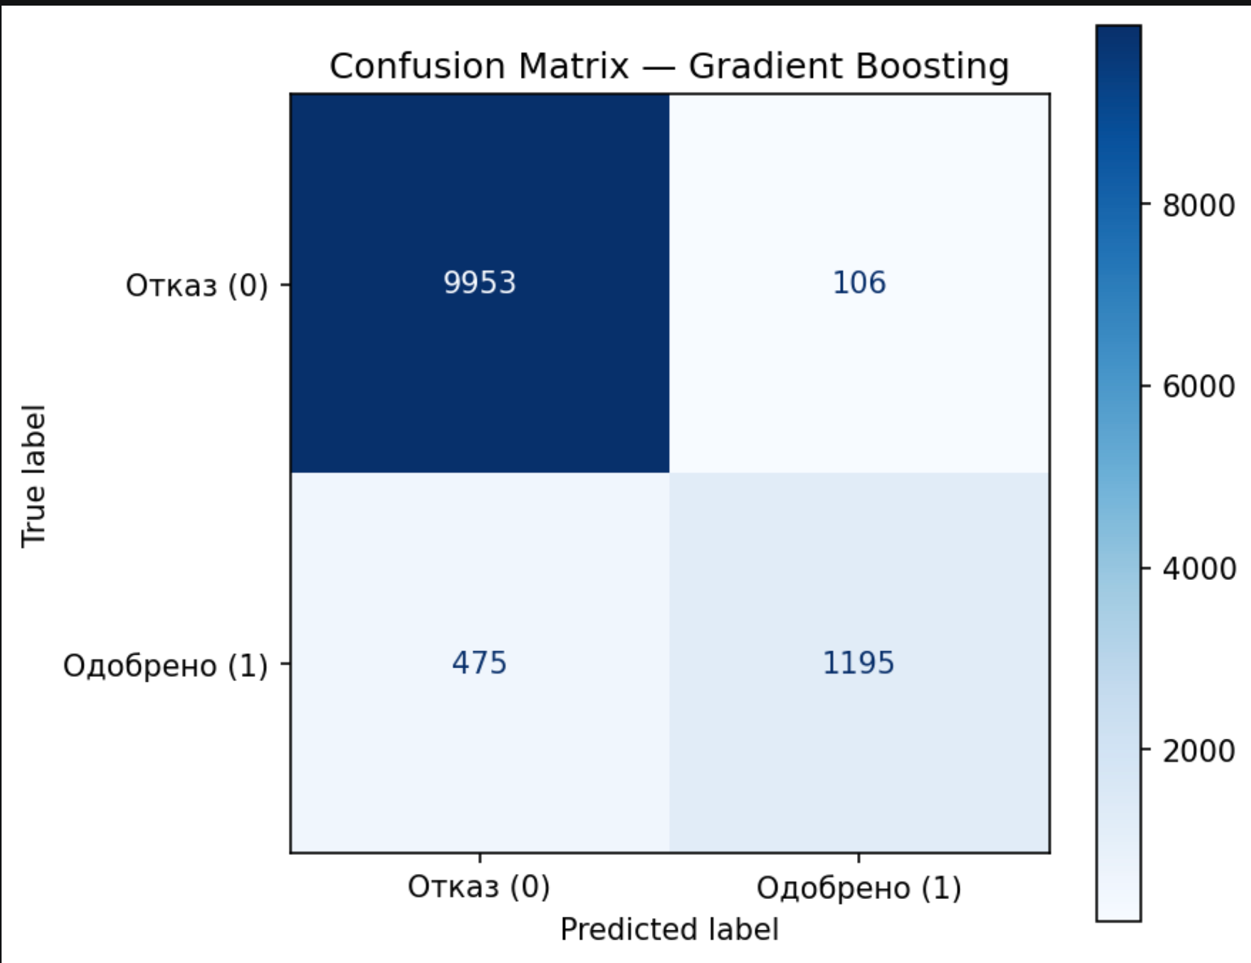 Confusion Matrix — Gradient Boosting
Отказ (0)
9953
106
Одобрено (1)
475
1195
True label
Отказ (0)
Одобрено (1)
Predicted label
8000
6000
4000
2000